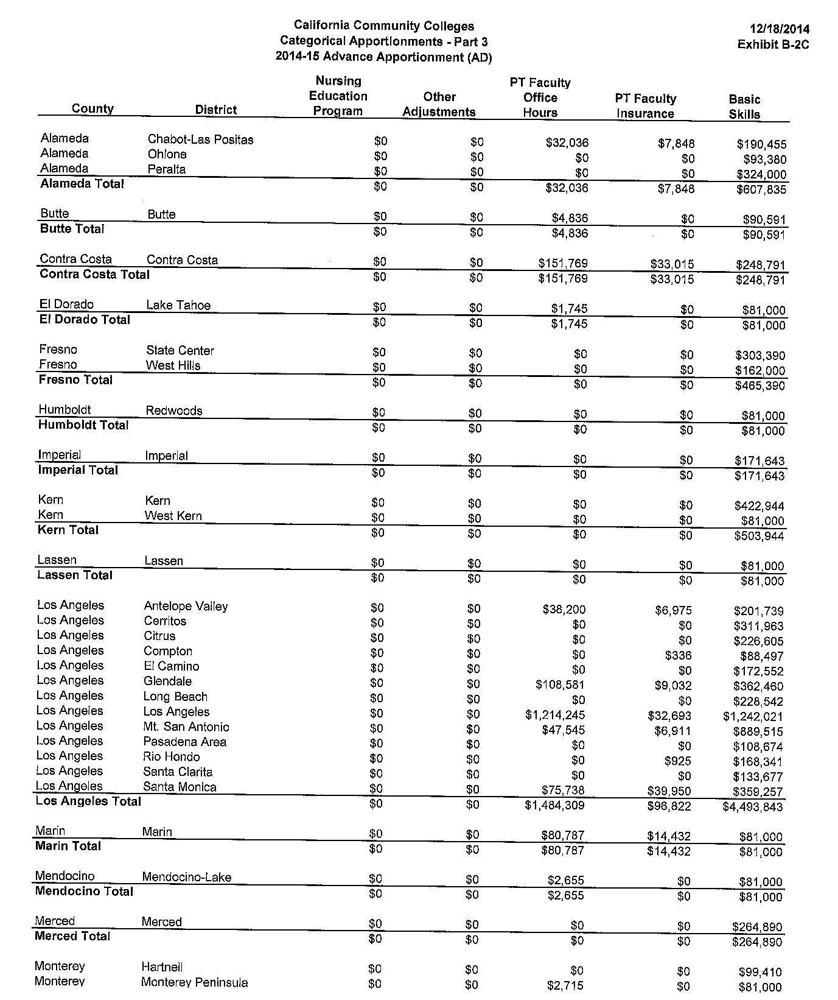 California Community Colleges
Categorical Apportionments - Part 3
2014-15 Advance Apportionment (AD)
12/18/2014
Exhibit B-2C
County District Nursing Education Program Other Adjustments PT Faculty Office Hours PT Faculty Insurance Basic Skills
Alameda Chabot-Las Positas $0 $0 $32,036 $7,848 $190,455
Alameda Ohlone $0 $0 $0 $0 $93,380
Alameda Peralta $0 $0 $0 $0 $324,000
Alameda Total $0 $0 $32,036 $7,848 $607,835
Butte Butte $0 $0 $4,836 $0 $90,591
Butte Total $0 $0 $4,836 $0 $90,591
Contra Costa Contra Costa $0 $0 $151,769 $33,015 $248,791
Contra Costa Total $0 $0 $151,769 $33,015 $248,791
El Dorado Lake Tahoe $0 $0 $1,745 $0 $81,000
El Dorado Total $0 $0 $1,745 $0 $81,000
Fresno State Center $0 $0 $0 $0 $303,390
Fresno West Hills $0 $0 $0 $0 $162,000
Fresno Total $0 $0 $0 $0 $465,390
Humboldt Redwoods $0 $0 $0 $0 $81,000
Humboldt Total $0 $0 $0 $0 $81,000
Imperial Imperial $0 $0 $0 $0 $171,643
Imperial Total $0 $0 $0 $0 $171,643
Kern Kern $0 $0 $0 $0 $422,944
Kern West Kern $0 $0 $0 $0 $81,000
Kern Total $0 $0 $0 $0 $503,944
Lassen Lassen $0 $0 $0 $0 $81,000
Lassen Total $0 $0 $0 $0 $81,000
Los Angeles Antelope Valley $0 $0 $38,200 $6,975 $201,739
Los Angeles Cerritos $0 $0 $0 $0 $311,963
Los Angeles Citrus $0 $0 $0 $0 $226,605
Los Angeles Compton $0 $0 $0 $336 $88,497
Los Angeles El Camino $0 $0 $0 $0 $172,552
Los Angeles Glendale $0 $0 $108,581 $9,032 $362,460
Los Angeles Long Beach $0 $0 $0 $0 $228,542
Los Angeles Los Angeles $0 $0 $1,214,245 $32,693 $1,242,021
Los Angeles Mt. San Antonio $0 $0 $47,545 $6,911 $889,515
Los Angeles Pasadena Area $0 $0 $0 $0 $108,674
Los Angeles Rio Hondo $0 $0 $0 $925 $168,341
Los Angeles Santa Clarita $0 $0 $0 $0 $133,677
Los Angeles Santa Monica $0 $0 $75,738 $39,950 $359,257
Los Angeles Total $0 $0 $1,484,309 $96,822 $4,493,843
Marin Marin $0 $0 $80,787 $14,432 $81,000
Marin Total $0 $0 $80,787 $14,432 $81,000
Mendocino Mendocino-Lake $0 $0 $2,655 $0 $81,000
Mendocino Total $0 $0 $2,655 $0 $81,000
Merced Merced $0 $0 $0 $0 $264,890
Merced Total $0 $0 $0 $0 $264,890
Monterey Hartnell $0 $0 $0 $0 $99,410
Monterey Monterey Peninsula $0 $0 $2,715 $0 $81,000